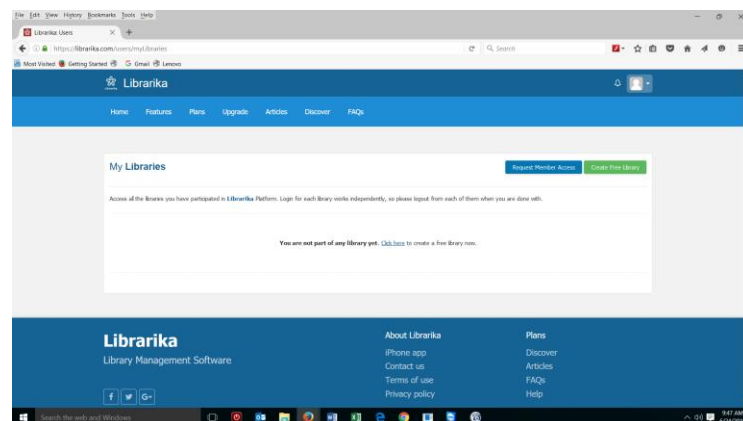 File Edit View History Bookmarks Tools Help
Librarika Users
https://librarika.com/users/myLibraries
Search
Most Visited Getting Started Gmail Lenovo
Librarika
Home Features Plans Upgrade Articles Discover FAQs
My Libraries
Request Member Access Create Free Library
Access all the libraries you have participated in Librarika Platform. Login for each library works independently, so please logout from each of them when you are done with.
You are not part of any library yet. Click here to create a free library now.
Librarika
Library Management Software
About Librarika
iPhone app
Contact us
Terms of use
Privacy policy
Plans
Discover
Articles
FAQs
Help
Search the web and Windows
9:47 AM